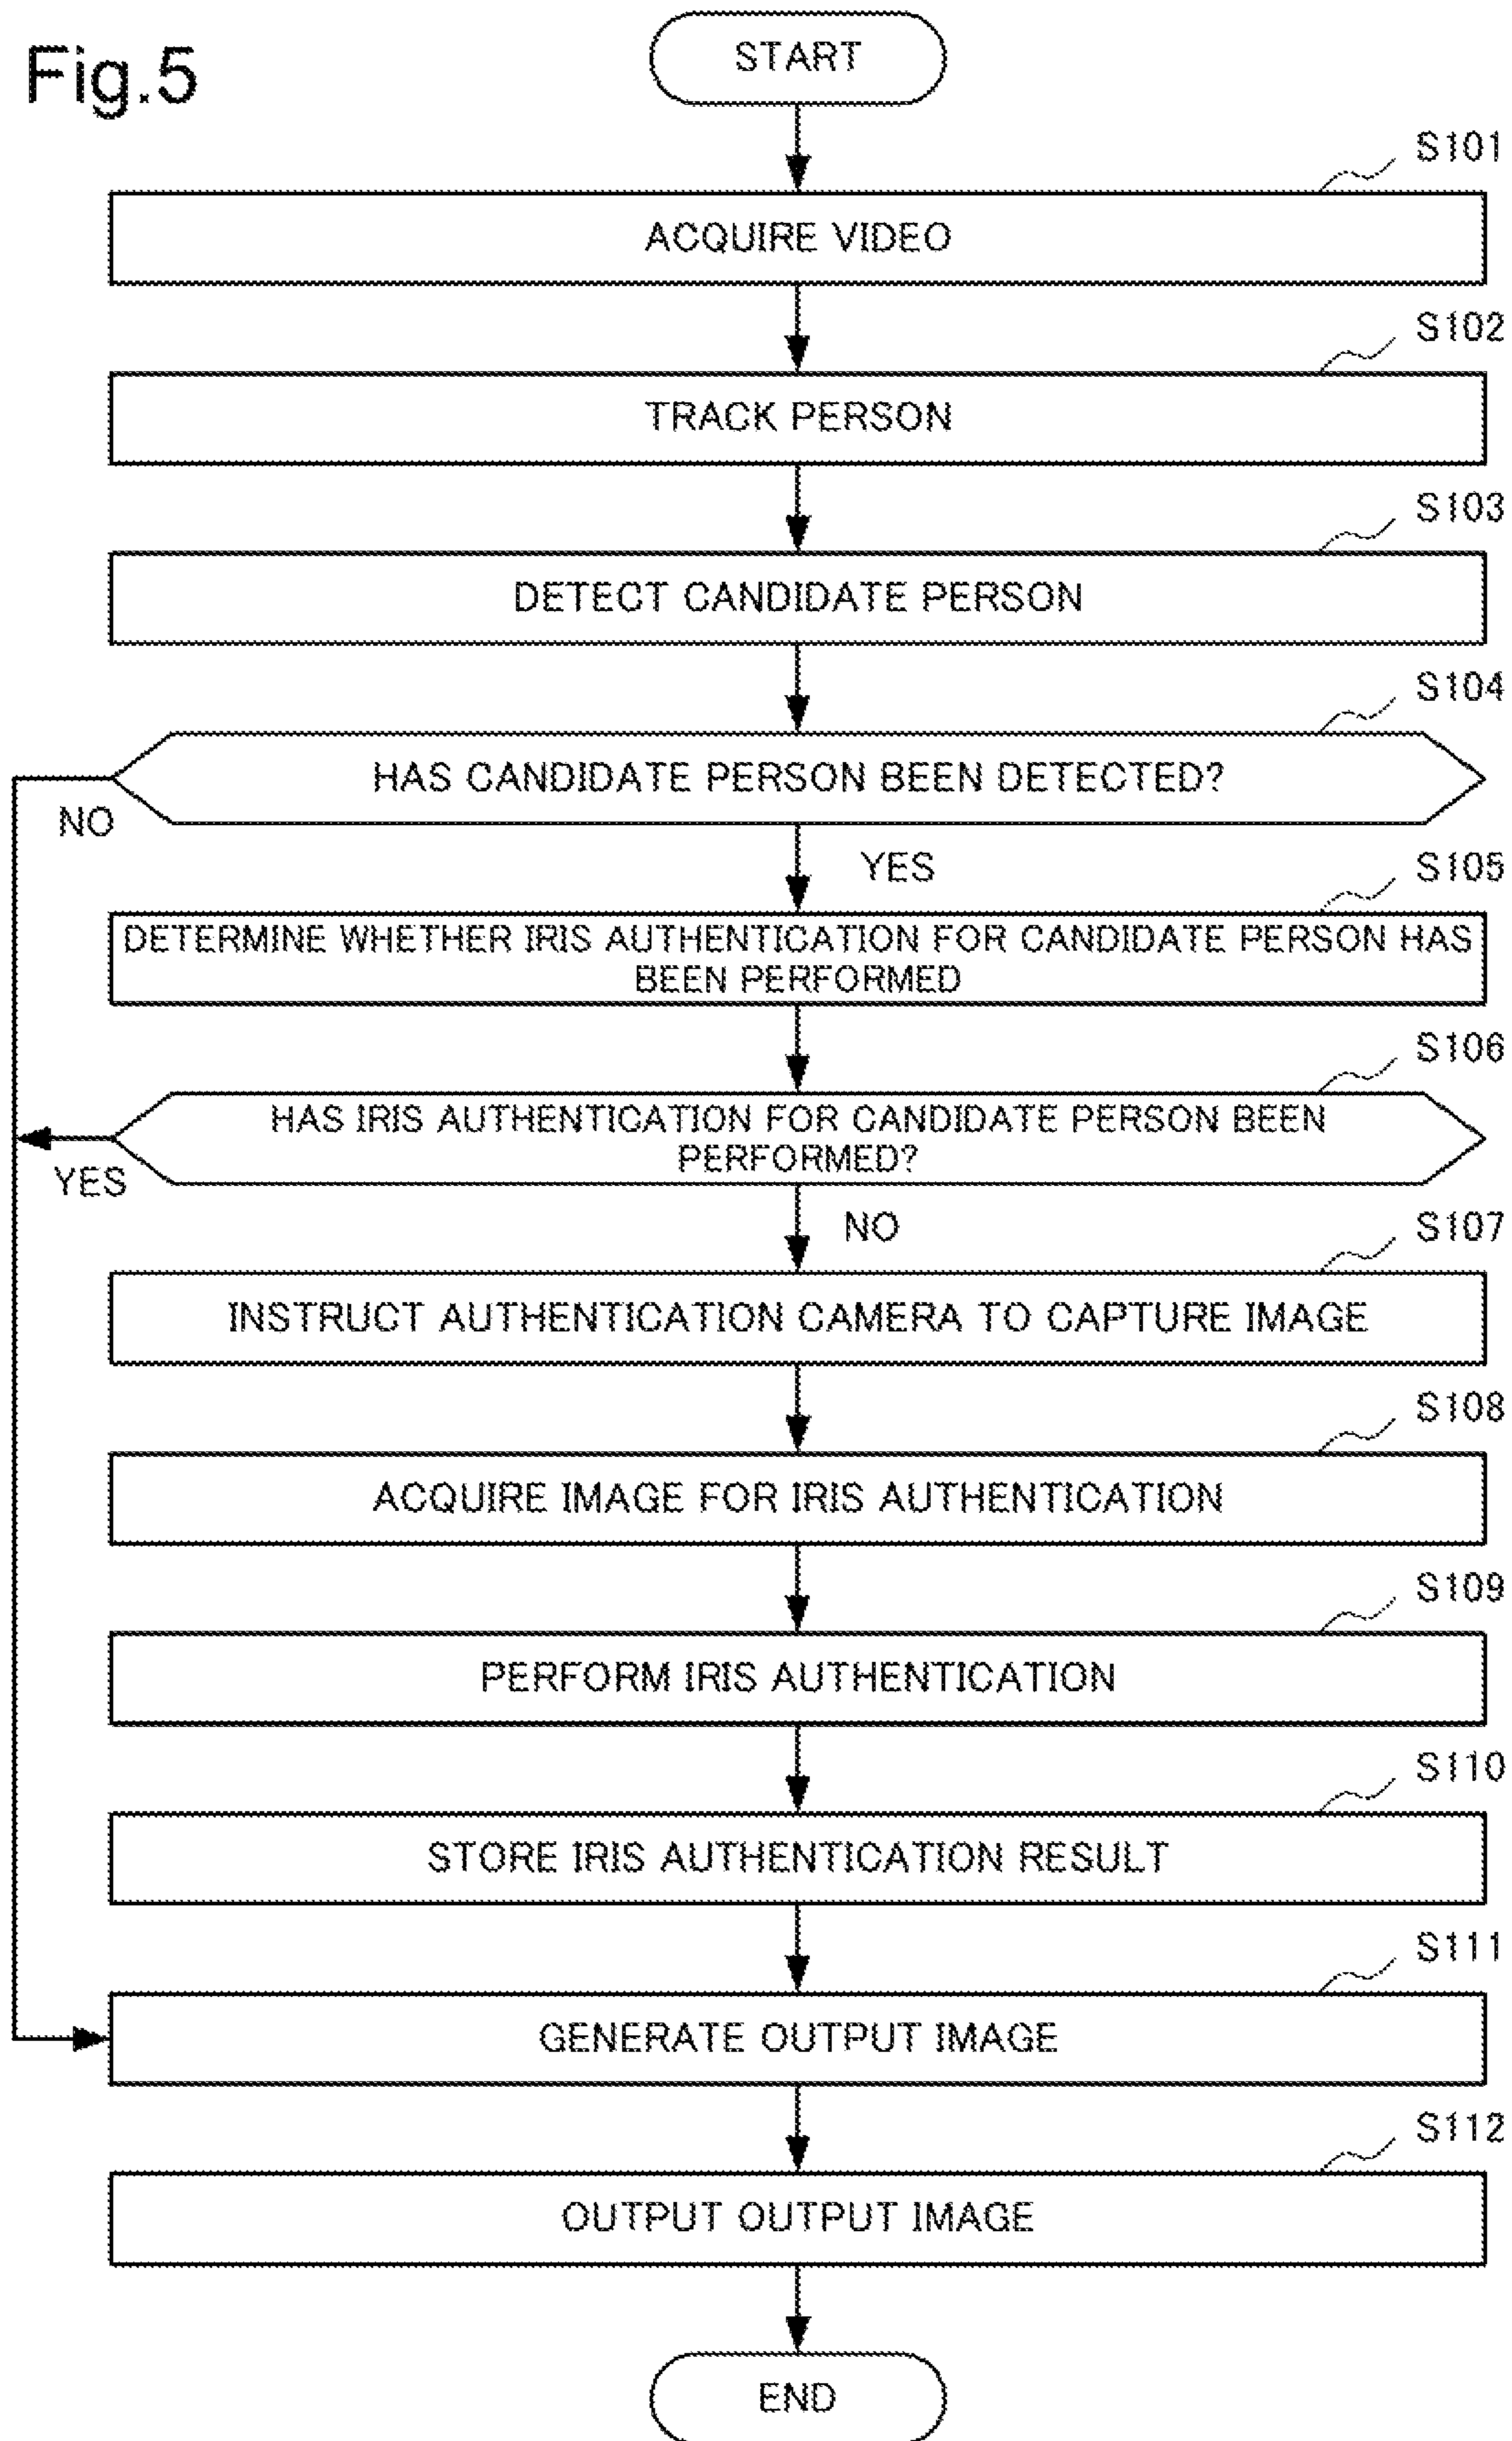 Fig.5
START
S101
ACQUIRE VIDEO
S102
TRACK PERSON
S103
DETECT CANDIDATE PERSON
S104
HAS CANDIDATE PERSON BEEN DETECTED?
NO
YES
S105
DETERMINE WHETHER IRIS AUTHENTICATION FOR CANDIDATE PERSON HAS
BEEN PERFORMED
S106
HAS IRIS AUTHENTICATION FOR CANDIDATE PERSON BEEN
PERFORMED?
YES
NO
S107
INSTRUCT AUTHENTICATION CAMERA TO CAPTURE IMAGE
S108
ACQUIRE IMAGE FOR IRIS AUTHENTICATION
S109
PERFORM IRIS AUTHENTICATION
S110
STORE IRIS AUTHENTICATION RESULT
S111
GENERATE OUTPUT IMAGE
S112
OUTPUT OUTPUT IMAGE
END